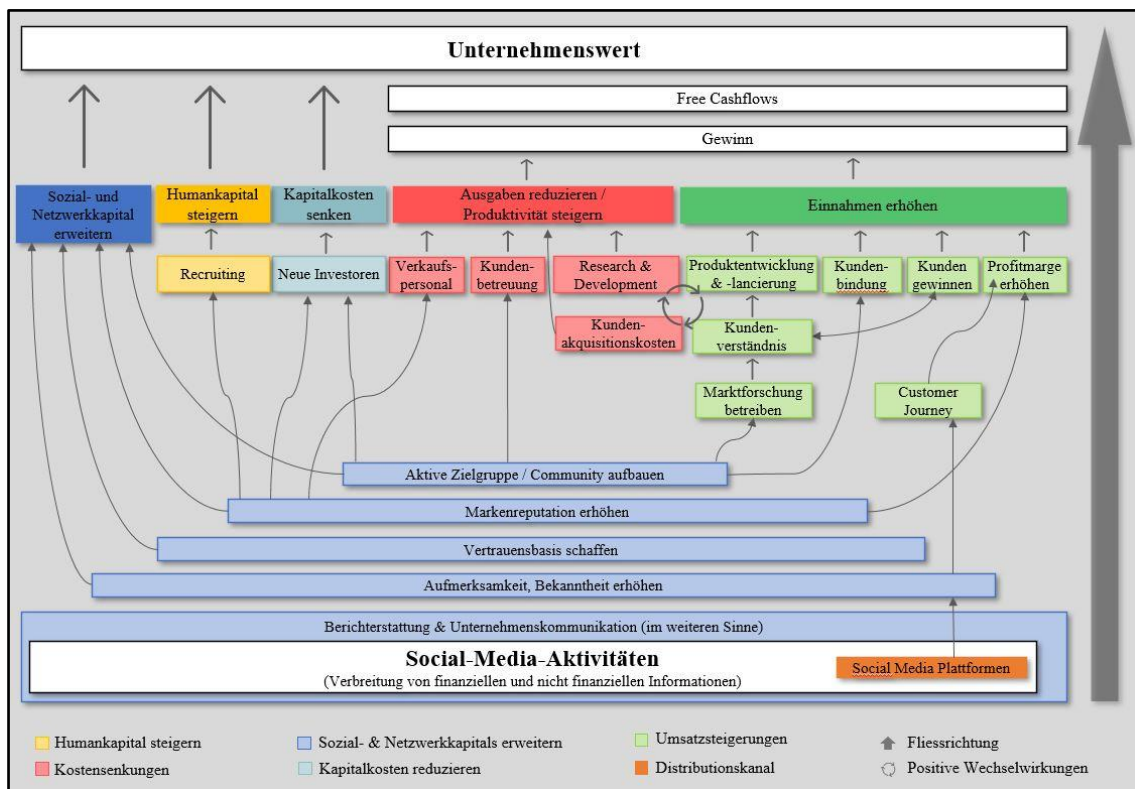 Unternehmenswert
Free Cashflows
Gewinn
Sozial- und
Netzwerkkapital
erweitern
Humankapital
steigern
Kapitalkosten
senken
Ausgaben reduzieren /
Produktivität steigern
Einnahmen erhöhen
Recruiting
Neue Investoren
Verkaufs-
personal
Kunden-
betreuung
Research &
Development
Produktentwicklung
& -lancierung
Kunden-
bindung
Kunden
gewinnen
Profitmarge
erhöhen
Kunden-
akquisitionskosten
Kunden-
verständnis
Marktforschung
betreiben
Customer
Journey
Aktive Zielgruppe / Community aufbauen
Markenreputation erhöhen
Vertrauensbasis schaffen
Aufmerksamkeit, Bekanntheit erhöhen
Berichterstattung & Unternehmenskommunikation (im weiteren Sinne)
Social-Media-Aktivitäten
(Verbreitung von finanziellen und nicht finanziellen Informationen)
Social Media Plattformen
Humankapital steigern
Sozial- & Netzwerkkapitals erweitern
Umsatzsteigerungen
Fliessrichtung
Kostensenkungen
Kapitalkosten reduzieren
Distributionskanal
Positive Wechselwirkungen